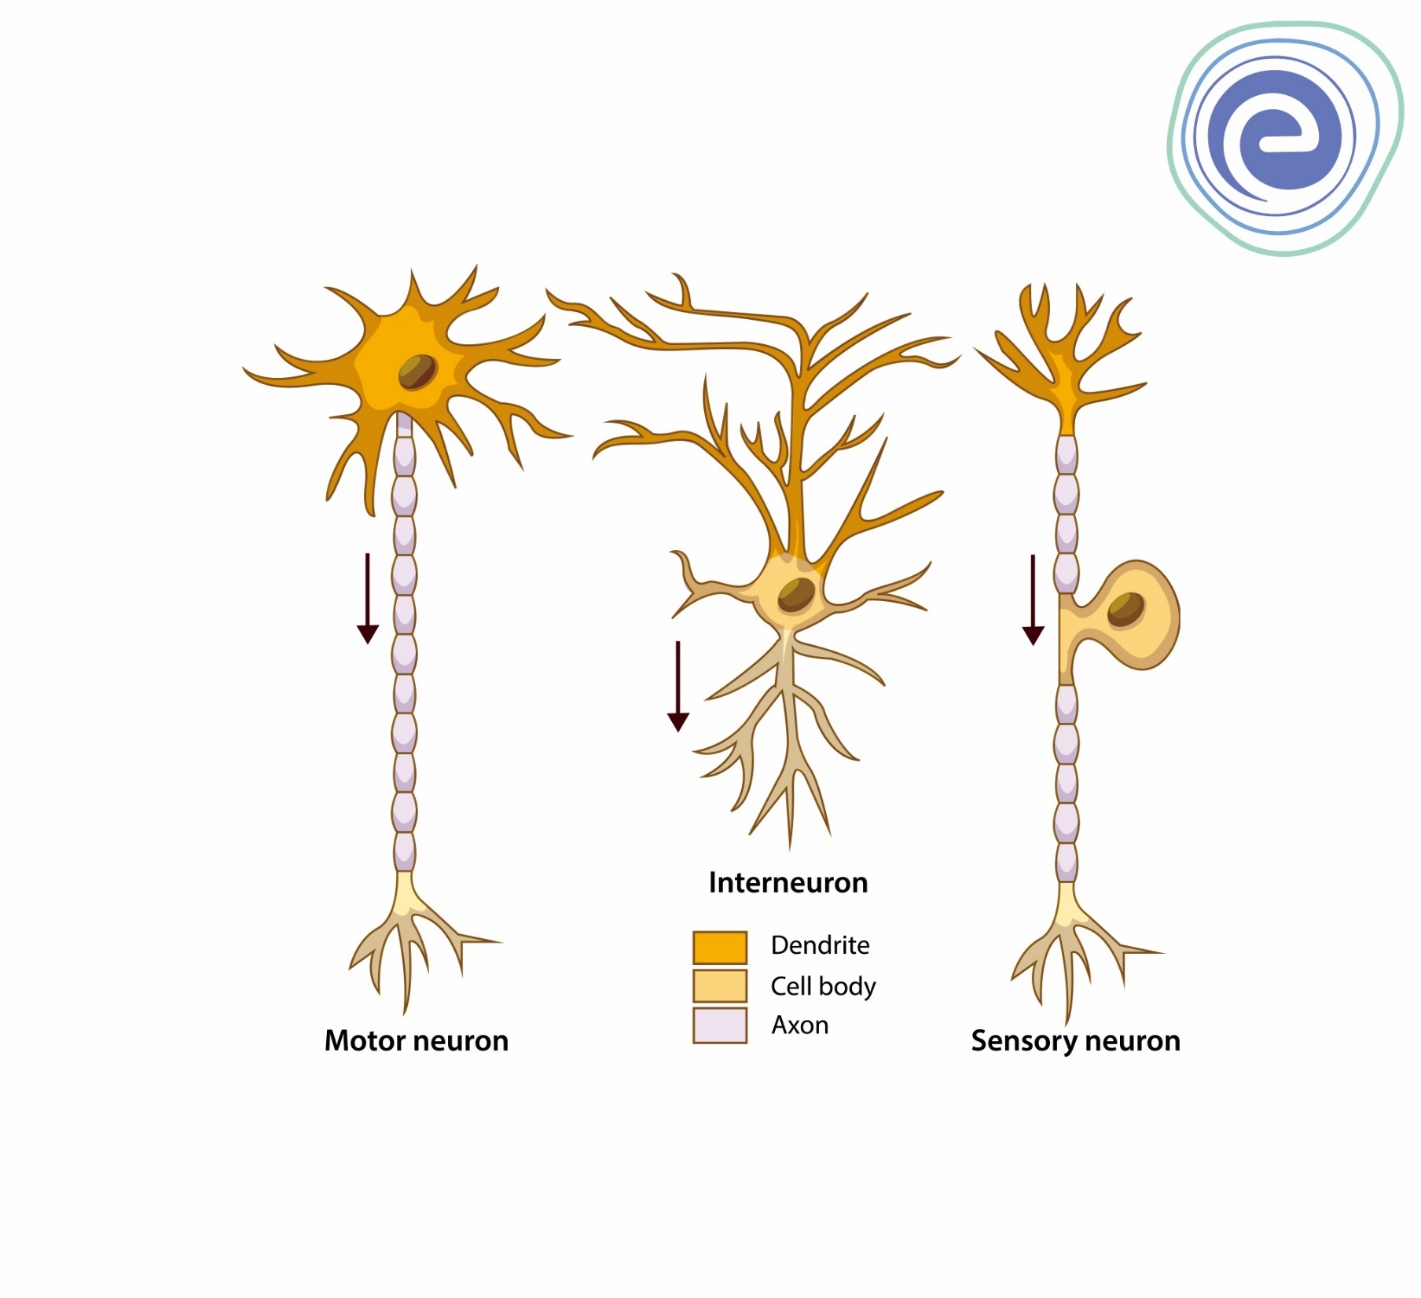 Interneuron
Dendrite
Cell body
Axon
Motor neuron
Sensory neuron